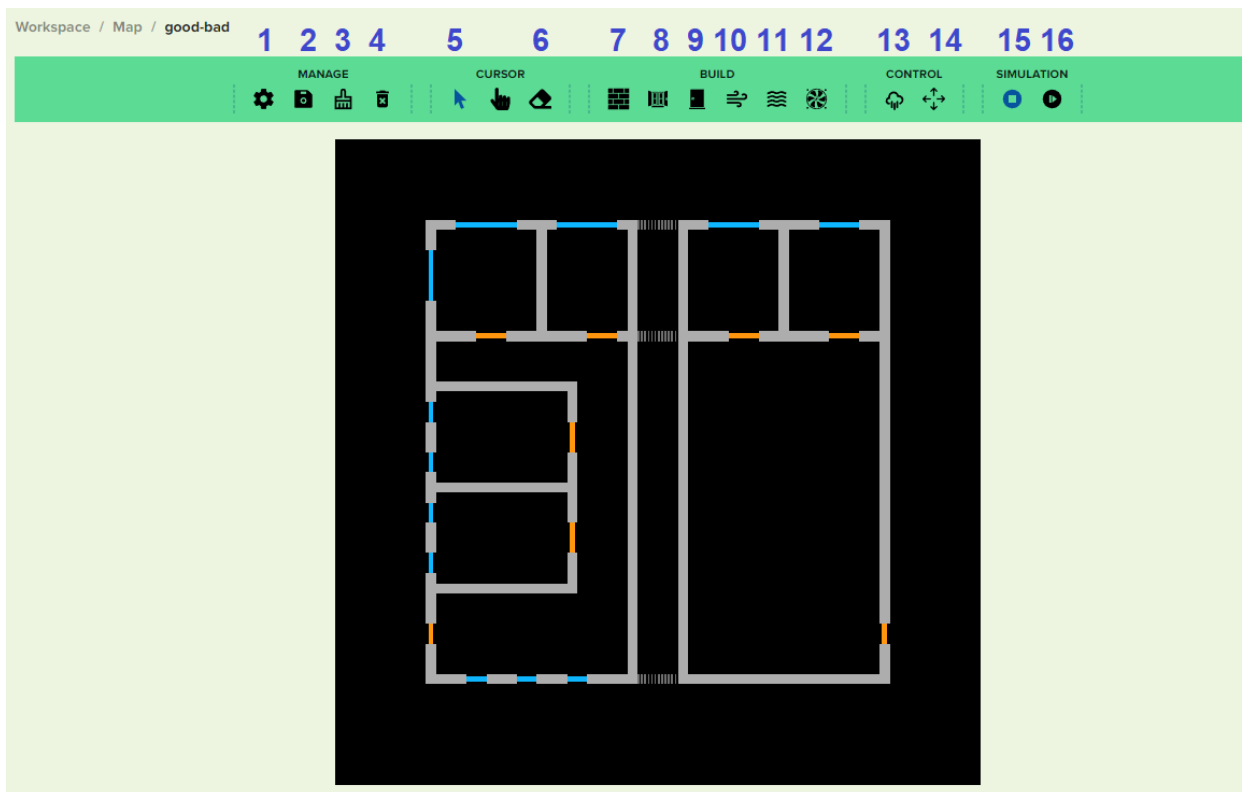 Workspace / Map / good-bad
1 2 3 4 5 6 7 8 9 10 11 12 13 14 15 16
MANAGE CURSOR BUILD CONTROL SIMULATION